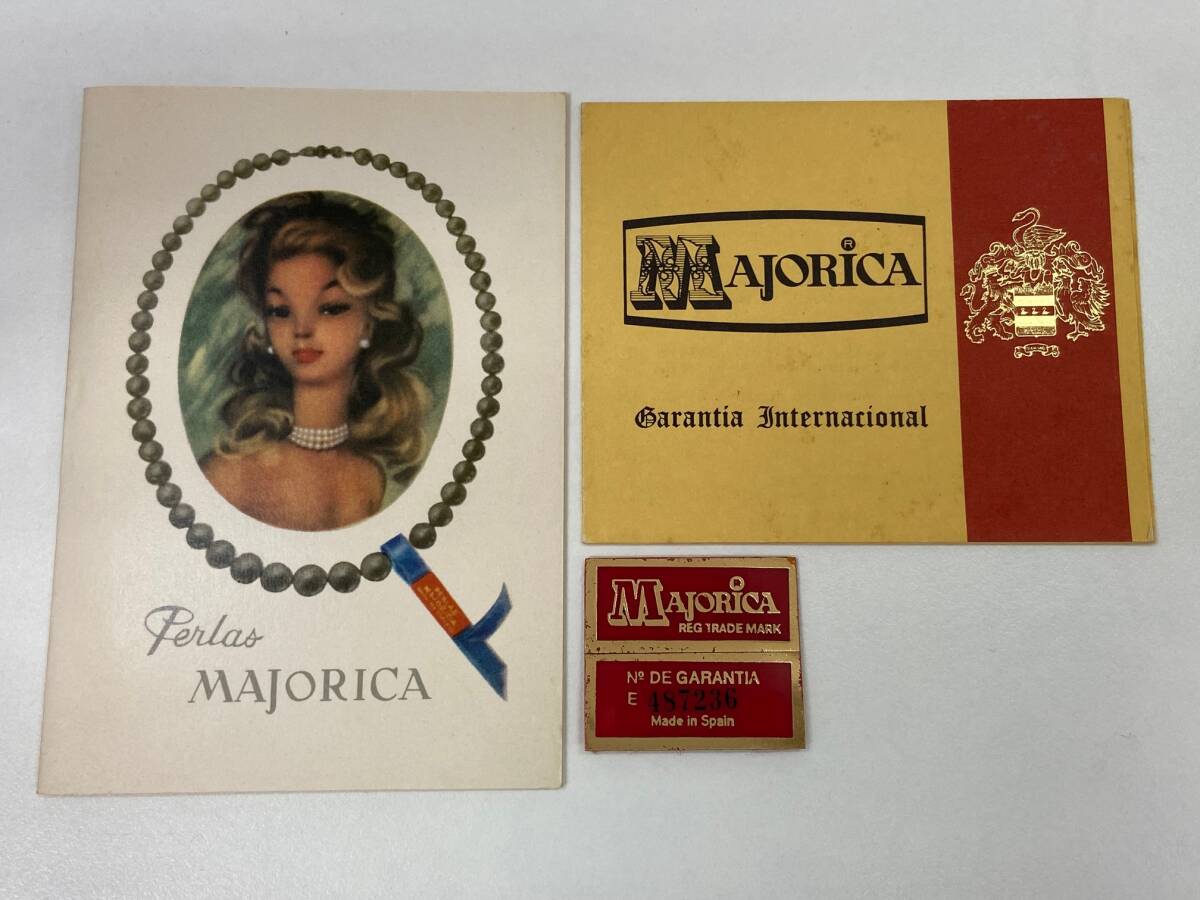 Perlas
MAJORICA
MAJORICA ®
Garantia Internacional
MAJORICA ®
REG TRADE MARK
Nº DE GARANTIA
E 487236
Made in Spain